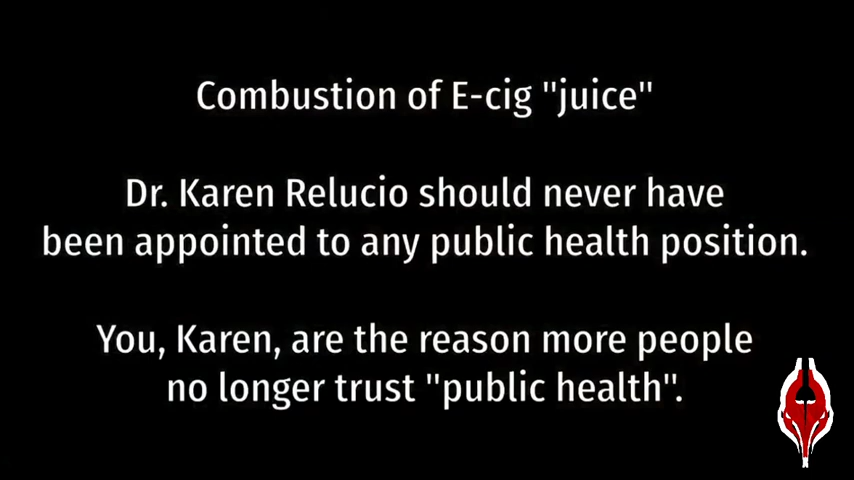 Combustion of E-cig "juice"
Dr. Karen Relucio should never have
been appointed to any public health position.
You, Karen, are the reason more people
no longer trust "public health".